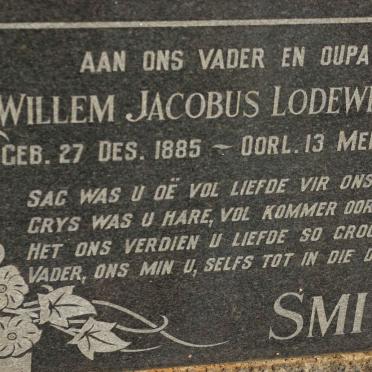 AAN ONS VADER EN OUPA
WILLEM JACOBUS LODEW
GEB. 27 DES. 1885 ~ OORL. 13 ME
SAG WAS U OË VOL LIEFDE VIR ONS
GRYS WAS U HARE, VOL KOMMER OOR
HET ONS VERDIEN U LIEFDE SO GROO
VADER, ONS MIN U, SELFS TOT IN DIE D
SMI